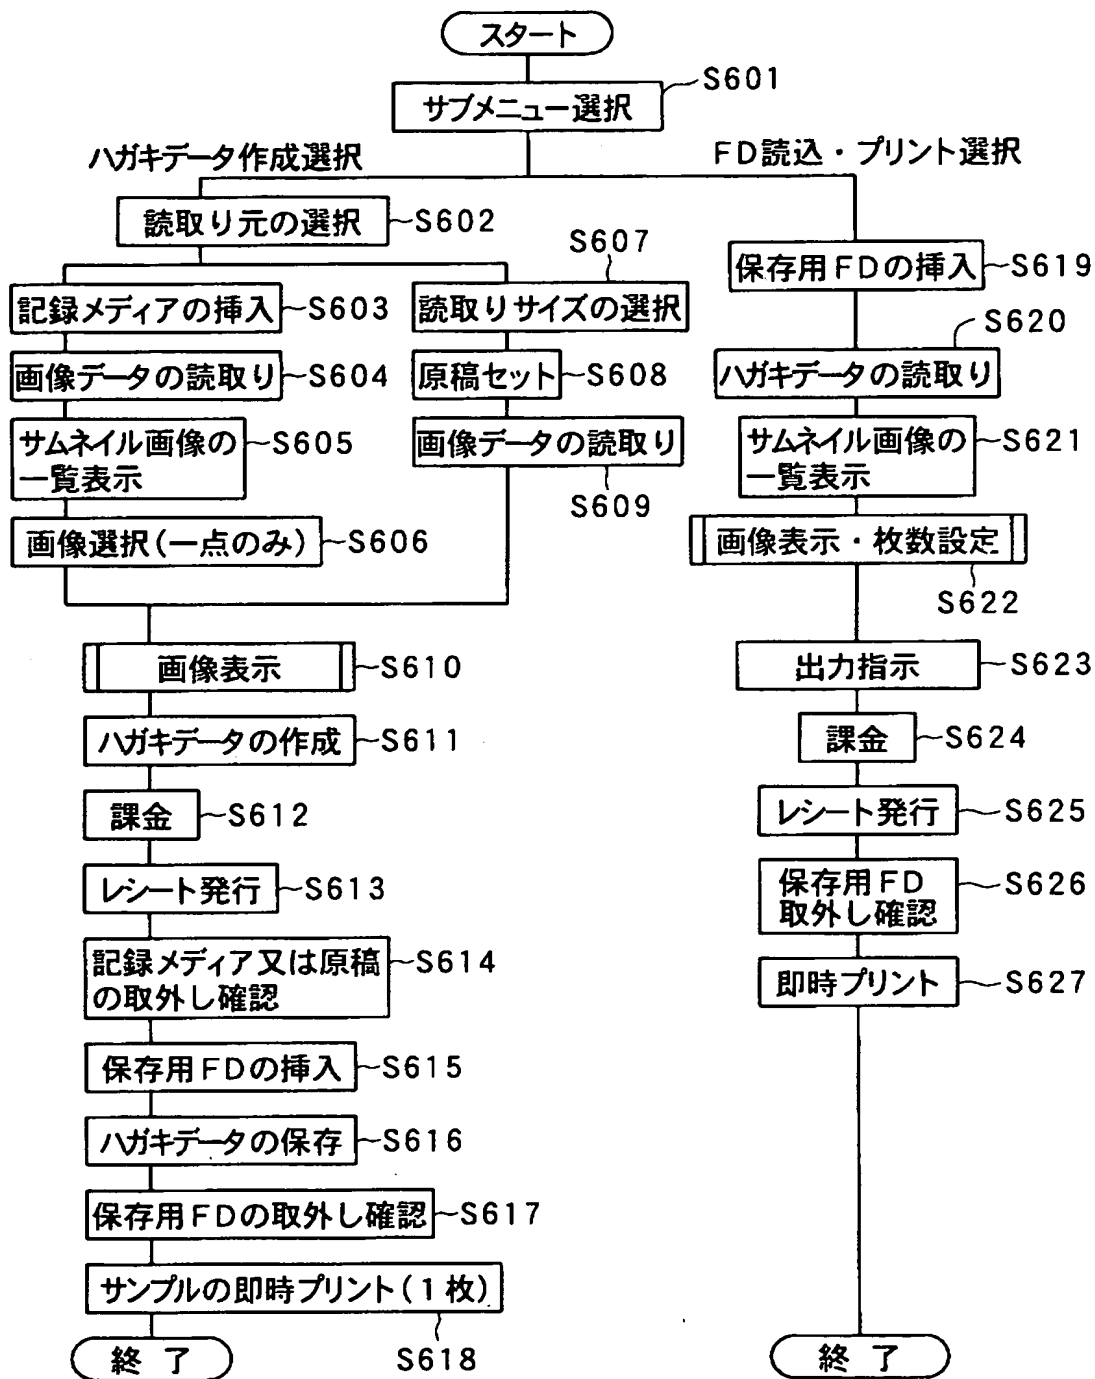 スタート
サブメニュー選択
S601
ハガキデータ作成選択
読取り元の選択
S602
記録メディアの挿入
S603
画像データの読取り
S604
サムネイル画像の
一覧表示
S605
画像選択(一点のみ)
S606
S607
読取りサイズの選択
原稿セット
S608
画像データの読取り
S609
画像表示
S610
ハガキデータの作成
S611
課金
S612
レシート発行
S613
記録メディア又は原稿
の取外し確認
S614
保存用FDの挿入
S615
ハガキデータの保存
S616
保存用FDの取外し確認
S617
サンプルの即時プリント(1枚)
S618
終了
FD読込・プリント選択
保存用FDの挿入
S619
S620
ハガキデータの読取り
サムネイル画像の
一覧表示
S621
画像表示・枚数設定
S622
出力指示
S623
課金
S624
レシート発行
S625
保存用FD
取外し確認
S626
即時プリント
S627
終了